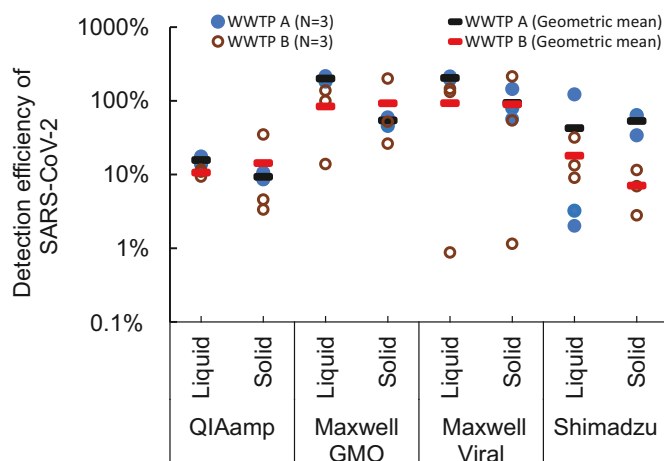 WWTP A (N=3)
WWTP A (Geometric mean)
WWTP B (N=3)
WWTP B (Geometric mean)
Detection efficiency of
SARS-CoV-2
1000%
100%
10%
1%
0.1%
Liquid
Solid
Liquid
Solid
Liquid
Solid
Liquid
Solid
QIAamp
Maxwell
GMO
Maxwell
Viral
Shimadzu